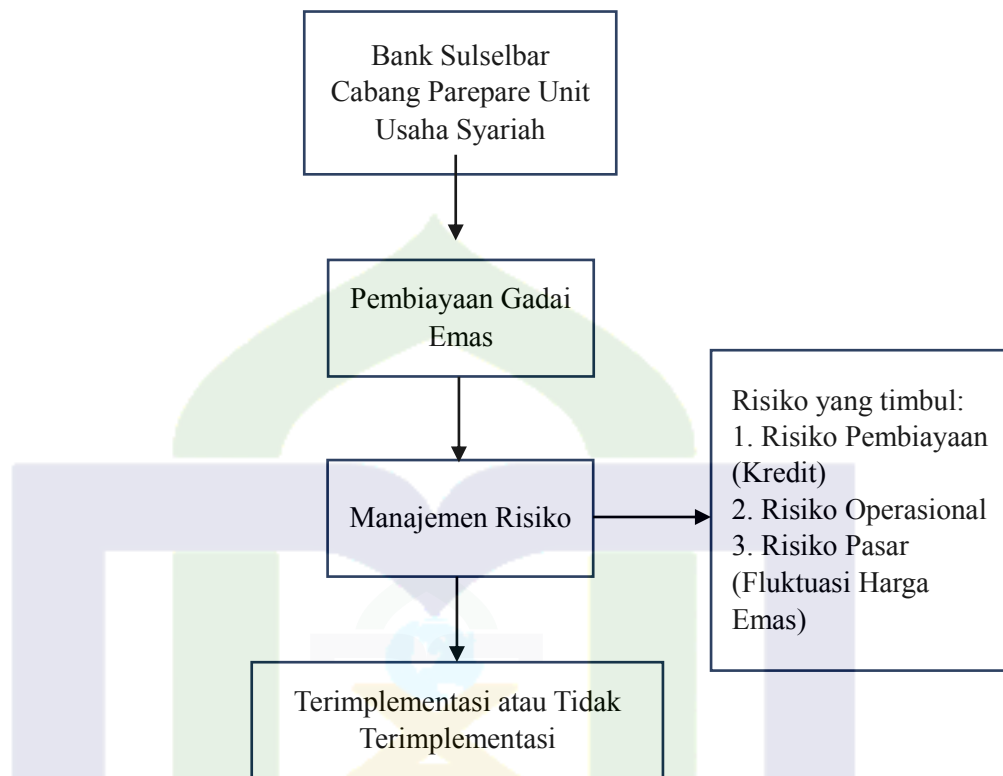 Bank Sulselbar
Cabang Parepare Unit
Usaha Syariah
Pembiayaan Gadai
Emas
Manajemen Risiko
Risiko yang timbul:
1. Risiko Pembiayaan
(Kredit)
2. Risiko Operasional
3. Risiko Pasar
(Fluktuasi Harga
Emas)
Terimplementasi atau Tidak
Terimplementasi